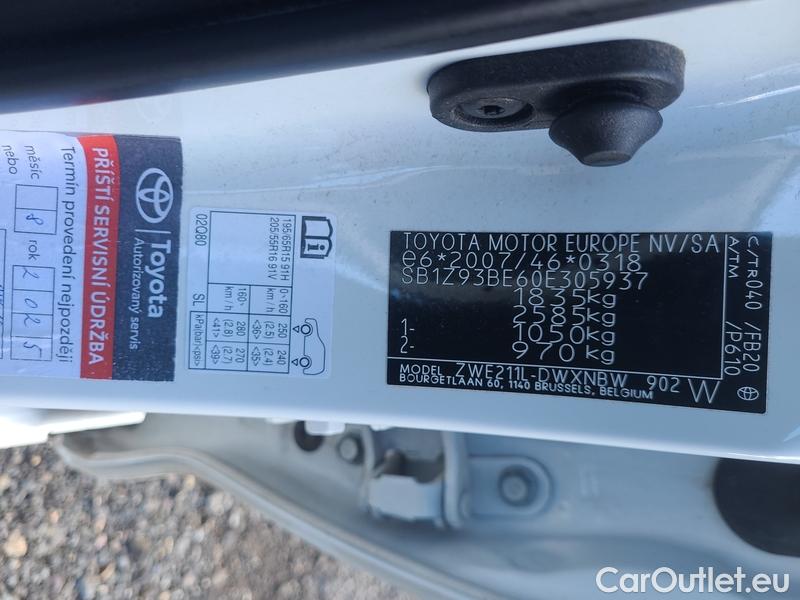 TOYOTA MOTOR EUROPE NV/SA
e6*2007/46*0318
SB1Z93BE60E305937
1835kg
2585kg
1- 1050kg
2- 970kg
MODEL ZWE211L-DWXNBW 902 W
BOURGETLAAN 60, 1140 BRUSSELS, BELGIUM
C/TR040 /FB20
A/TM /P610
PŘÍŠTÍ SERVISNÍ ÚDRŽBA
Termín provedení nejpozději
měsíc 8 rok 2025
nebo
Toyota
Autorizovaný servis
195/65R15 91H
205/55R16 91V
0~160 km/h 250 (2.5) <36> 240 (2.4) <35>
160~ km/h 280 (2.8) <41> 270 (2.7) <39>
02Q80
SL kPa(bar)<psi>
CarOutlet.eu